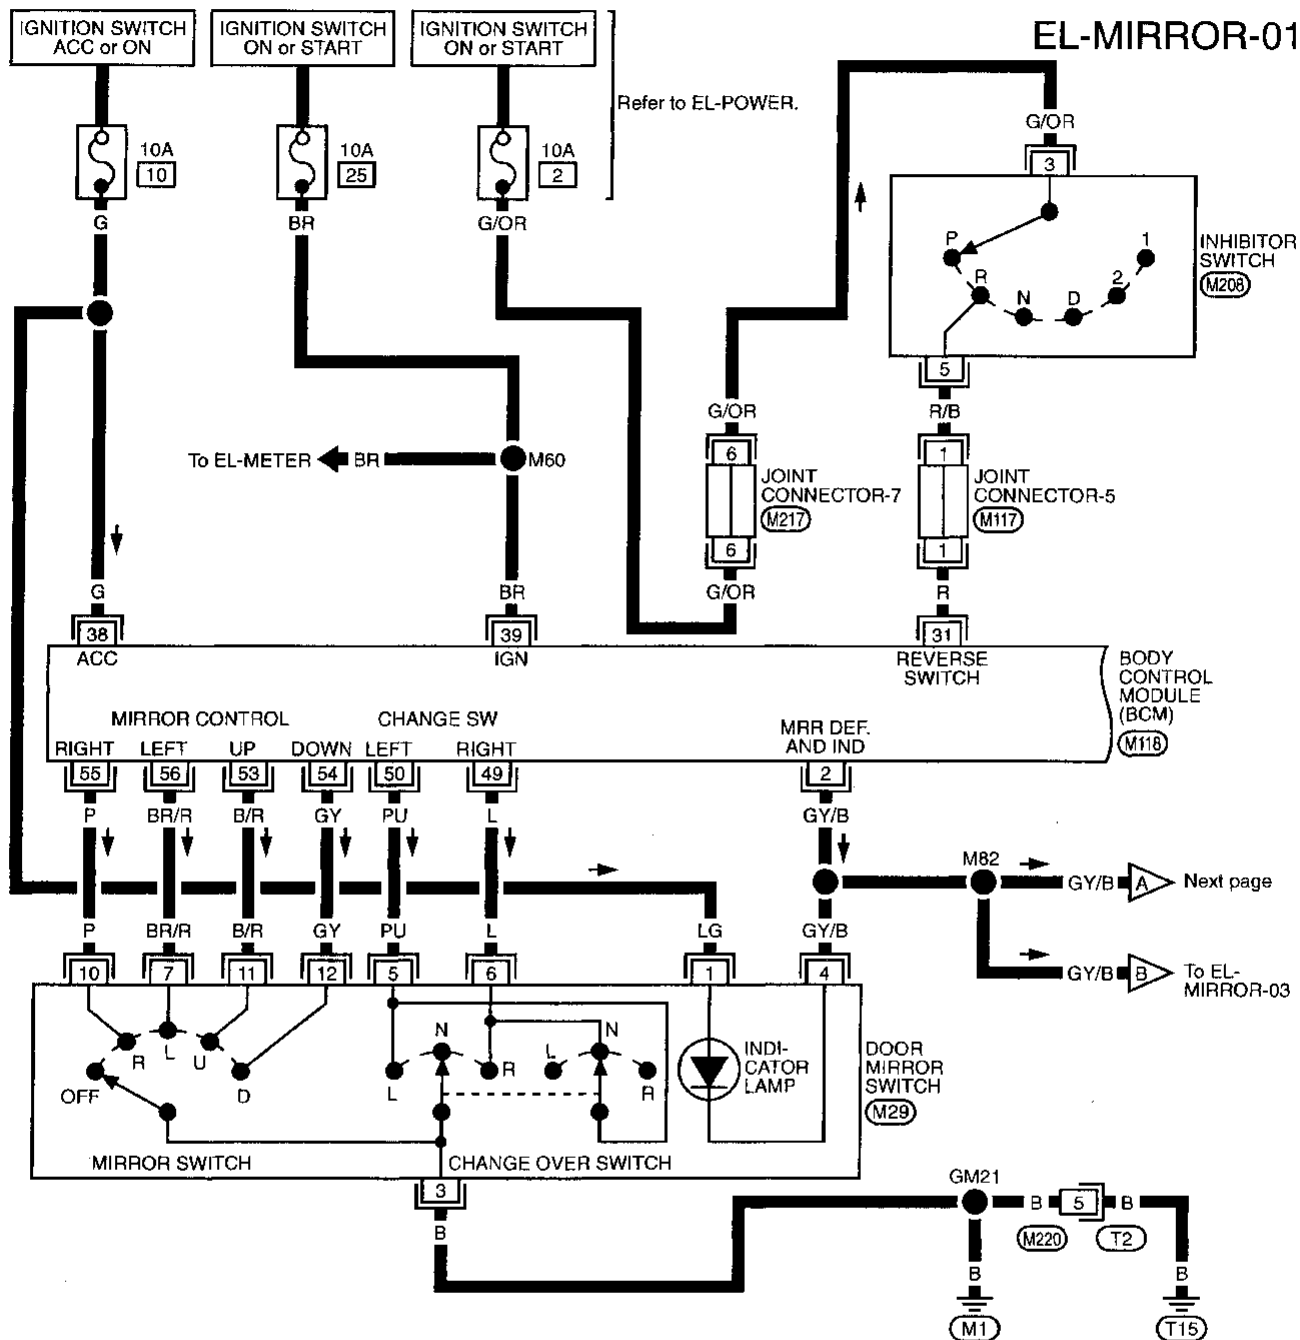 EL-MIRROR-01
IGNITION SWITCH
ACC or ON
IGNITION SWITCH
ON or START
IGNITION SWITCH
ON or START
Refer to EL-POWER.
10A
10
10A
25
10A
2
G
BR
G/OR
G/OR
3
P
R
N
D
2
1
INHIBITOR
SWITCH
M208
5
R/B
G/OR
6
1
JOINT
CONNECTOR-7
M217
JOINT
CONNECTOR-5
M117
6
1
G/OR
R
To EL-METER
BR
M60
G
BR
38
39
31
ACC
IGN
REVERSE
SWITCH
BODY
CONTROL
MODULE
(BCM)
M118
MIRROR CONTROL
CHANGE SW
MRR DEF.
AND IND
RIGHT
LEFT
UP
DOWN
LEFT
RIGHT
55
56
53
54
50
49
2
P
BR/R
B/R
GY
PU
L
GY/B
M82
GY/B
A
Next page
P
BR/R
B/R
GY
PU
L
LG
GY/B
GY/B
B
To EL-
MIRROR-03
10
7
11
12
5
6
1
4
OFF
R
L
U
D
L
N
R
L
N
R
INDI-
CATOR
LAMP
DOOR
MIRROR
SWITCH
M29
MIRROR SWITCH
CHANGE OVER SWITCH
3
B
GM21
B
5
B
M220
T2
B
B
M1
T15